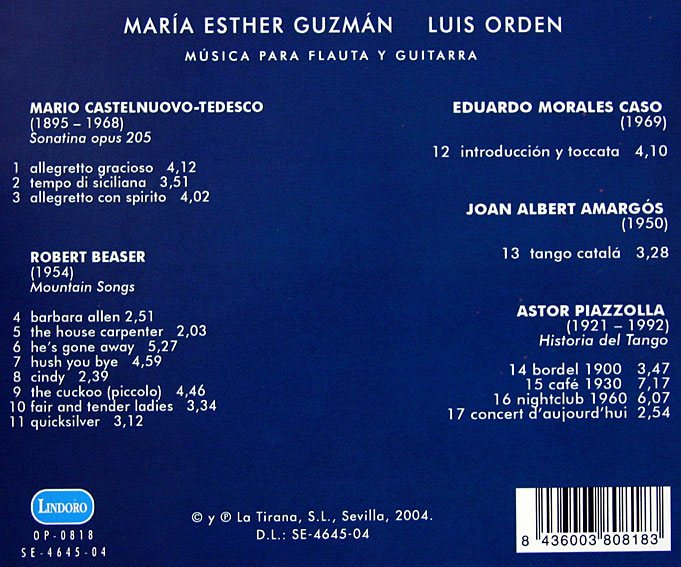 MARÍA ESTHER GUZMÁN LUIS ORDEN
MÚSICA PARA FLAUTA Y GUITARRA
MARIO CASTELNUOVO-TEDESCO
(1895 – 1968)
Sonatina opus 205
1 allegretto gracioso 4,12
2 tempo di siciliana 3,51
3 allegretto con spirito 4,02
ROBERT BEASER
(1954)
Mountain Songs
4 barbara allen 2,51
5 the house carpenter 2,03
6 he's gone away 5,27
7 hush you bye 4,59
8 cindy 2,39
9 the cuckoo (piccolo) 4,46
10 fair and tender ladies 3,34
11 quicksilver 3,12
EDUARDO MORALES CASO
(1969)
12 introducción y toccata 4,10
JOAN ALBERT AMARGÓS
(1950)
13 tango catalá 3,28
ASTOR PIAZZOLLA
(1921 – 1992)
Historia del Tango
14 bordel 1900 3,47
15 café 1930 7,17
16 nightclub 1960 6,07
17 concert d'aujourd'hui 2,54
LINDORO
OP-0818
SE-4645-04
© y ℗ La Tirana, S.L., Sevilla, 2004.
D.L.: SE-4645-04
8 436003 808183